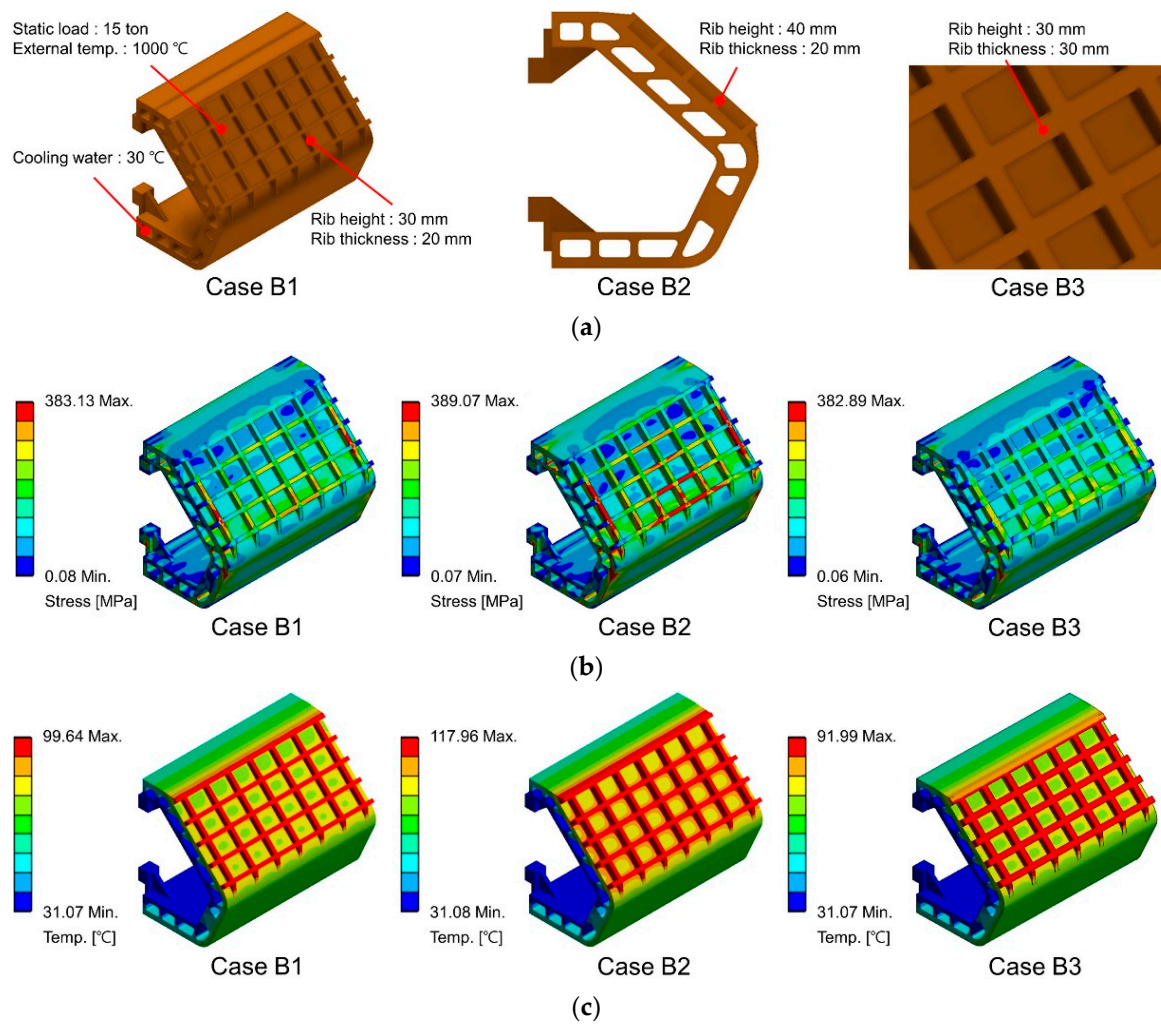 Static load : 15 ton
External temp. : 1000 ℃
Cooling water : 30 ℃
Rib height : 30 mm
Rib thickness : 20 mm
Case B1
Rib height : 40 mm
Rib thickness : 20 mm
Case B2
Rib height : 30 mm
Rib thickness : 30 mm
Case B3
(a)
383.13 Max.
0.08 Min.
Stress [MPa]
Case B1
389.07 Max.
0.07 Min.
Stress [MPa]
Case B2
382.89 Max.
0.06 Min.
Stress [MPa]
Case B3
(b)
99.64 Max.
31.07 Min.
Temp. [℃]
Case B1
117.96 Max.
31.08 Min.
Temp. [℃]
Case B2
91.99 Max.
31.07 Min.
Temp. [℃]
Case B3
(c)